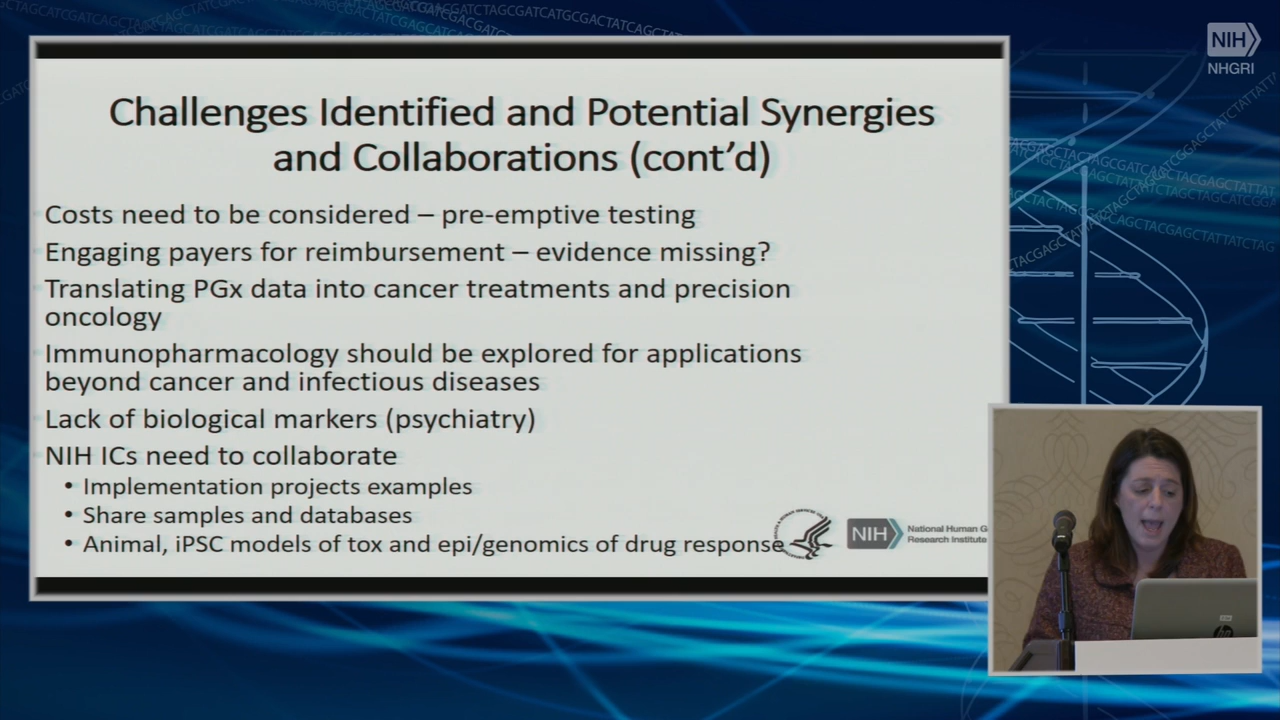 NIH
NHGRI
Challenges Identified and Potential Synergies
and Collaborations (cont’d)
Costs need to be considered – pre-emptive testing
Engaging payers for reimbursement – evidence missing?
Translating PGx data into cancer treatments and precision
oncology
Immunopharmacology should be explored for applications
beyond cancer and infectious diseases
Lack of biological markers (psychiatry)
NIH ICs need to collaborate
• Implementation projects examples
• Share samples and databases
• Animal, iPSC models of tox and epi/genomics of drug response
NIH
National Human G
Research Institute
hp